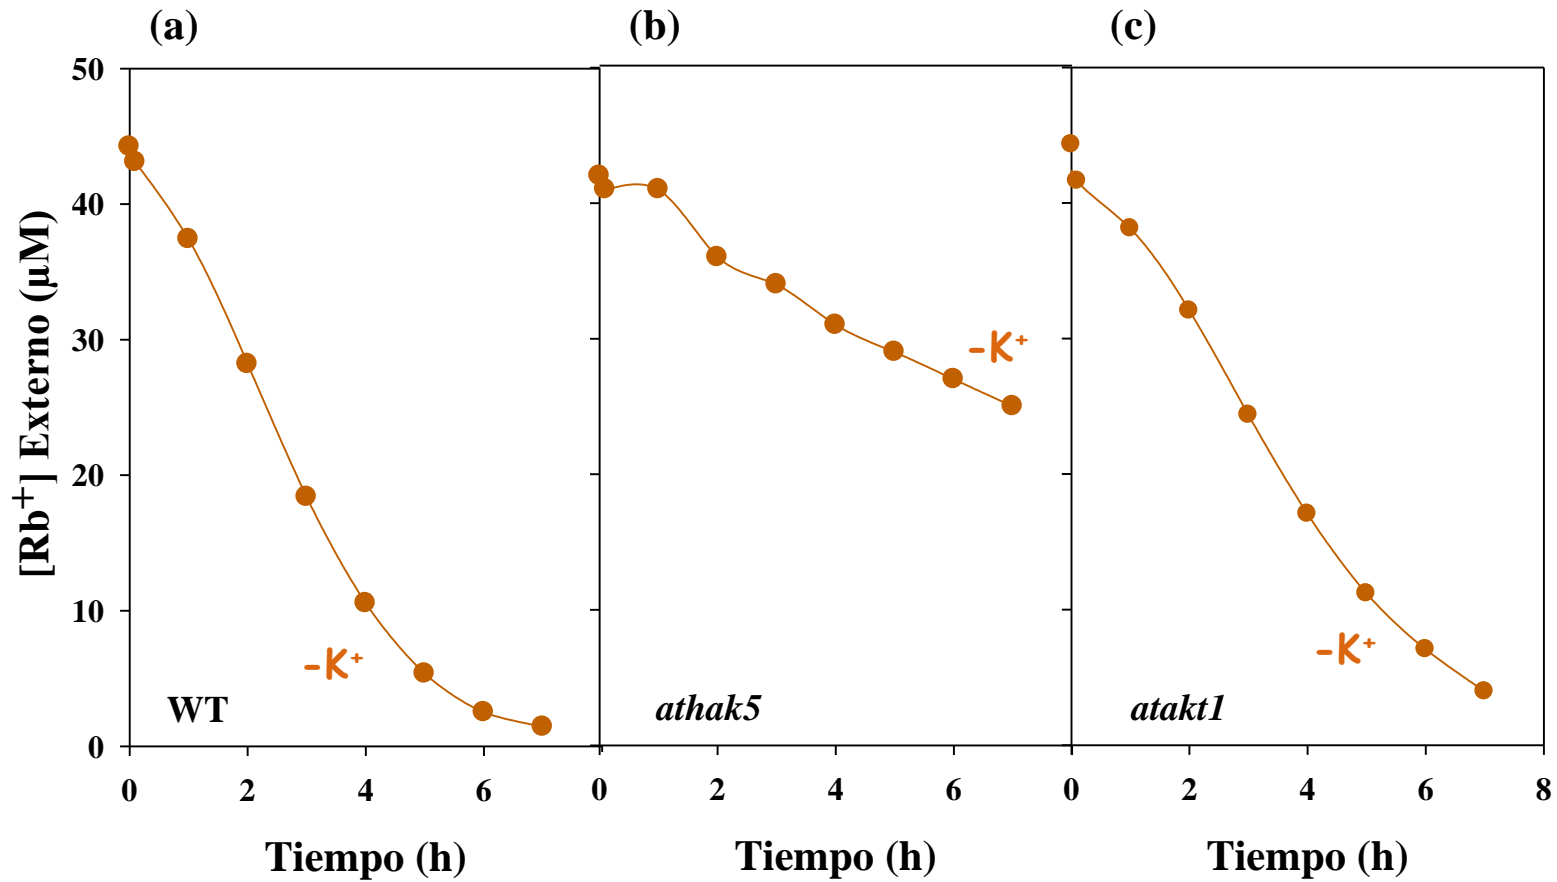 (a) (b) (c)
[Rb⁺] Externo (µM)
50
40
30
20
10
0
-K⁺
-K⁺
-K⁺
WT
athak5
atakt1
0 2 4 6 0 2 4 6 0 2 4 6 8
Tiempo (h) Tiempo (h) Tiempo (h)